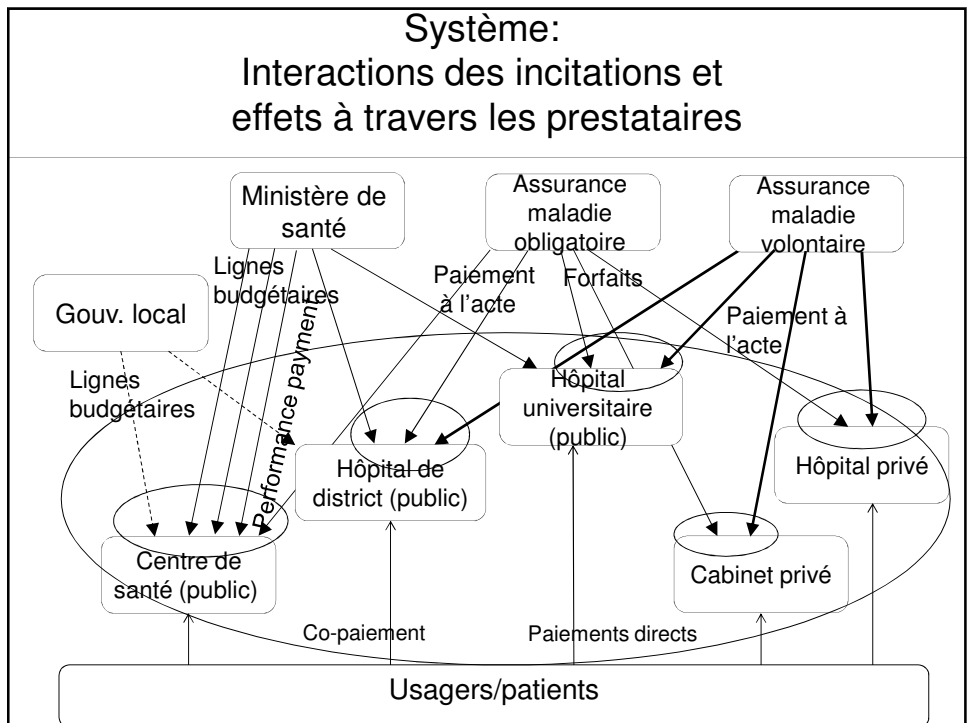 Système:
Interactions des incitations et
effets à travers les prestataires
Ministère de
santé
Assurance
maladie
obligatoire
Assurance
maladie
volontaire
Gouv. local
Lignes
budgétaires
Performance payment
Paiement
à l’acte
Forfaits
Paiement à
l’acte
Lignes
budgétaires
Hôpital
universitaire
(public)
Hôpital de
district (public)
Hôpital privé
Centre de
santé (public)
Cabinet privé
Co-paiement
Paiements directs
Usagers/patients